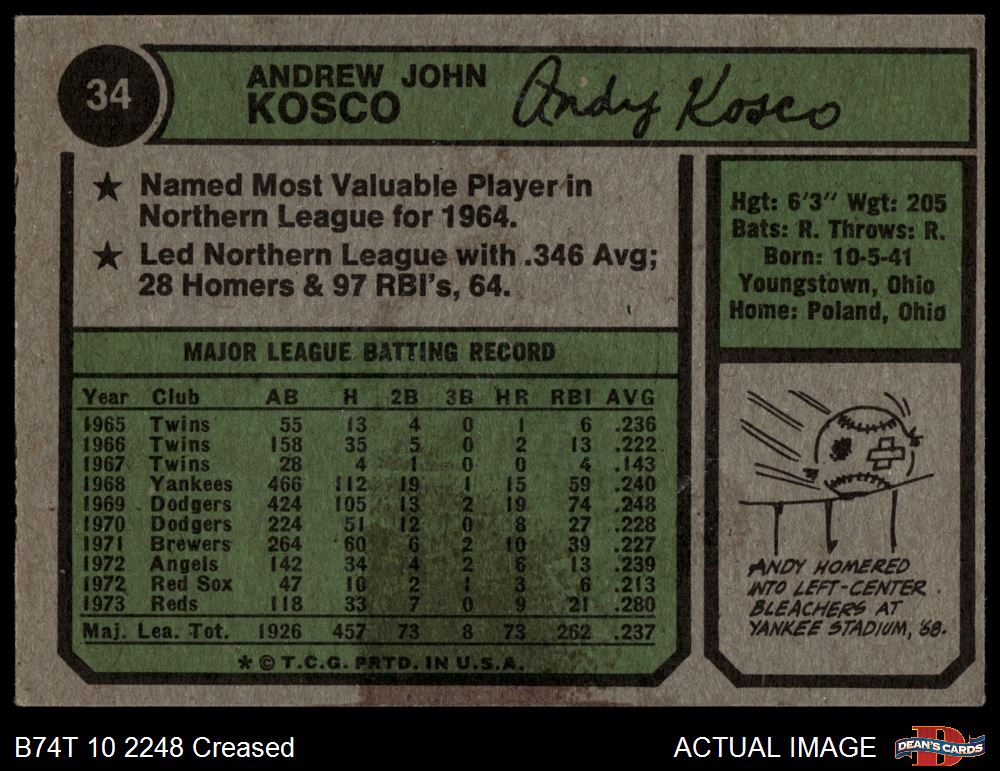 34
ANDREW JOHN
KOSCO
Andy Kosco
★ Named Most Valuable Player in
Northern League for 1964.
★ Led Northern League with .346 Avg;
28 Homers & 97 RBI's, 64.
Hgt: 6'3" Wgt: 205
Bats: R. Throws: R.
Born: 10-5-41
Youngstown, Ohio
Home: Poland, Ohio
MAJOR LEAGUE BATTING RECORD
Year Club AB H 2B 3B HR RBI AVG
1965 Twins 55 13 4 0 1 6 .236
1966 Twins 158 35 5 0 2 13 .222
1967 Twins 28 4 1 0 0 4 .143
1968 Yankees 466 112 19 1 15 59 .240
1969 Dodgers 424 105 13 2 19 74 .248
1970 Dodgers 224 51 12 0 8 27 .228
1971 Brewers 264 60 6 2 10 39 .227
1972 Angels 142 34 4 2 6 13 .239
1972 Red Sox 47 10 2 1 3 6 .213
1973 Reds 118 33 7 0 9 21 .280
Maj. Lea. Tot. 1926 457 73 8 73 262 .237
* © T.C.G. PRTD. IN U.S.A.
ANDY HOMERED
INTO LEFT-CENTER
BLEACHERS AT
YANKEE STADIUM, '68.
B74T 10 2248 Creased
ACTUAL IMAGE
DEAN'S CARDS